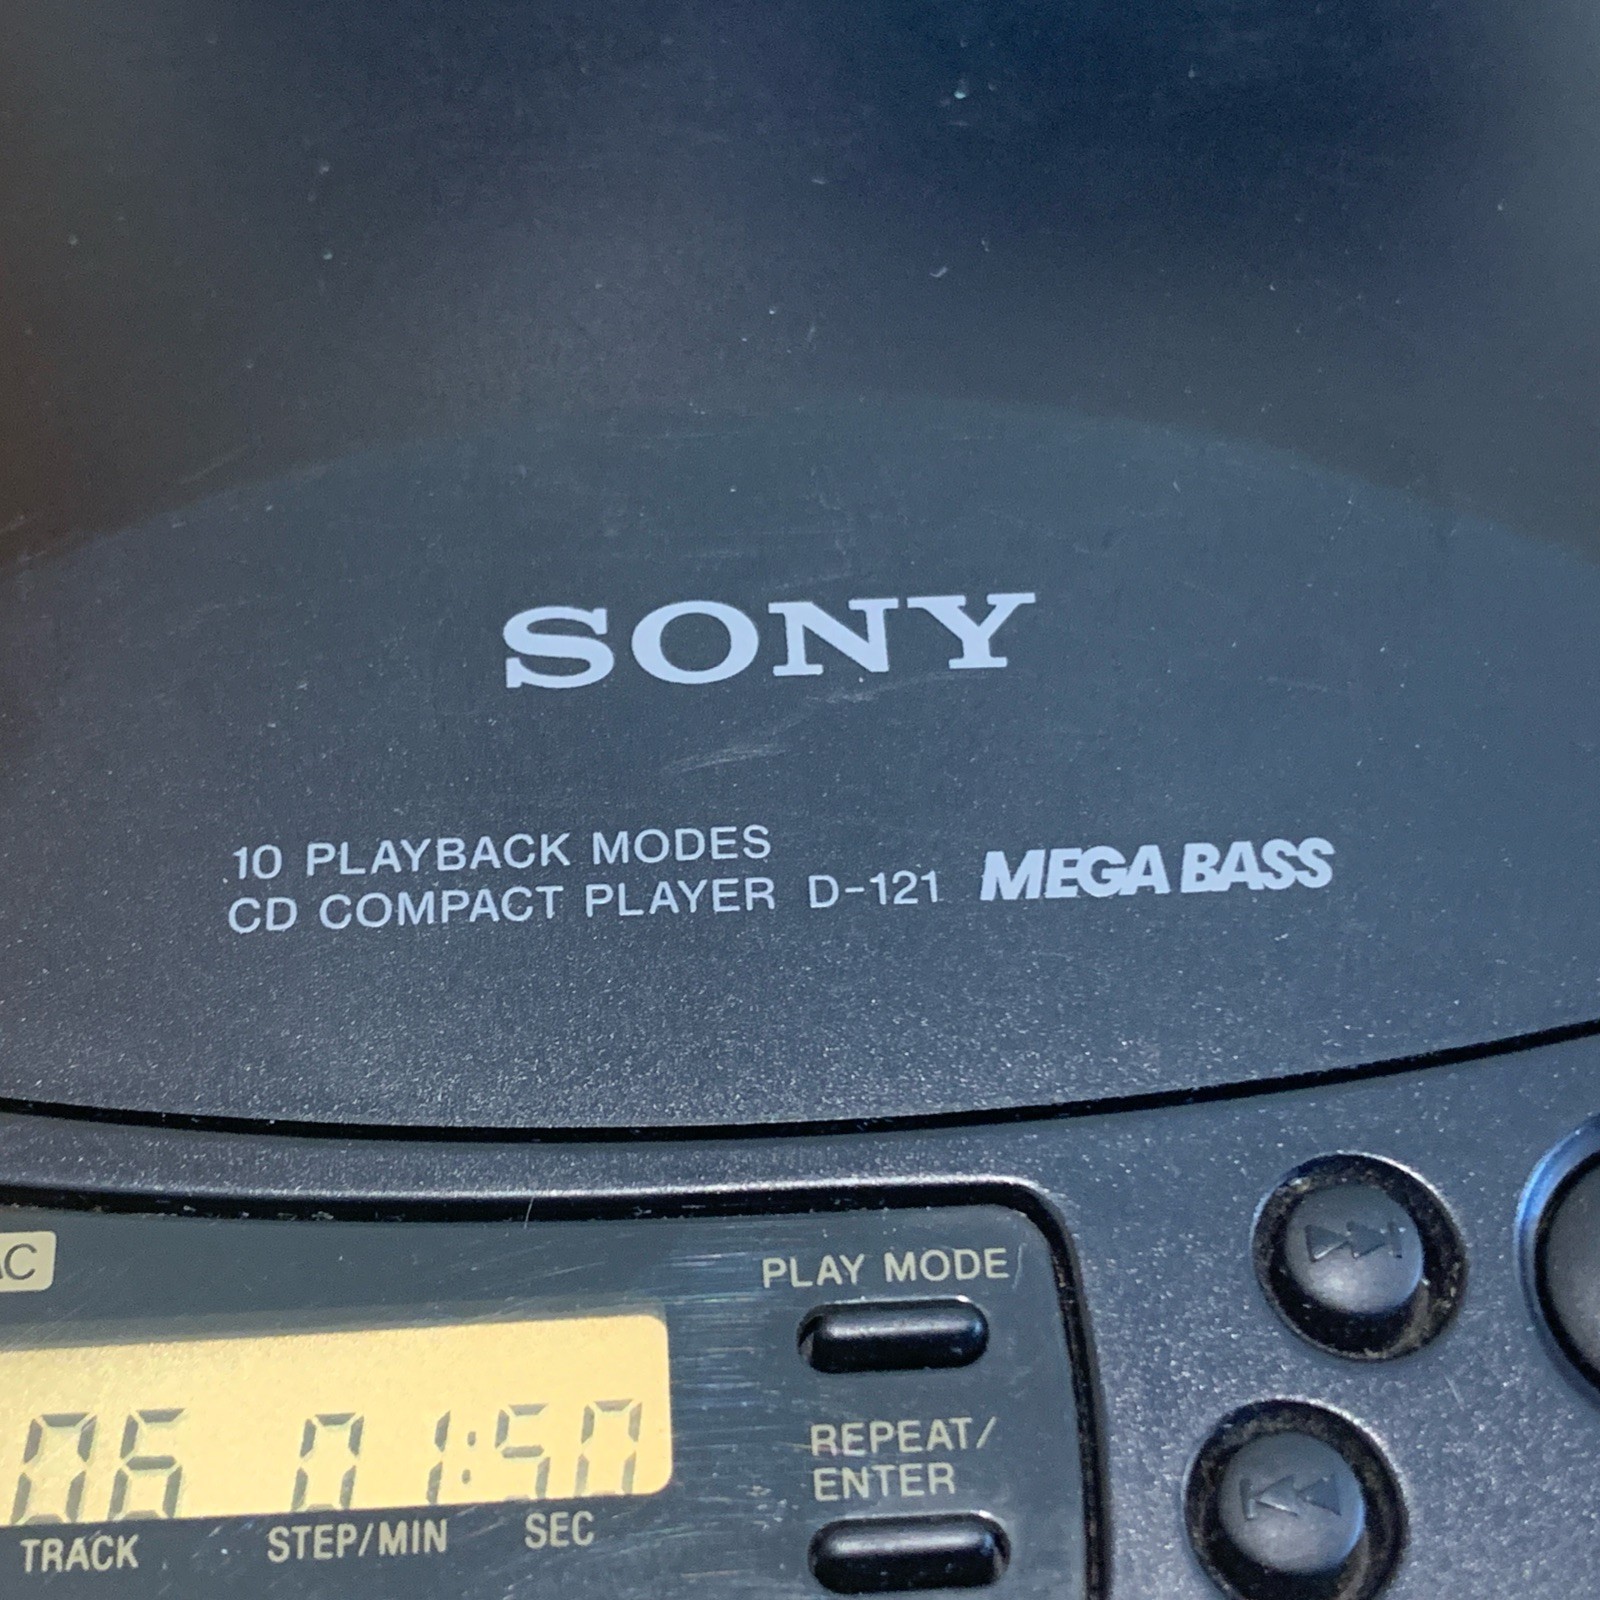 SONY
10 PLAYBACK MODES
CD COMPACT PLAYER D-121 MEGA BASS
PLAY MODE
06 01:50
REPEAT/
ENTER
TRACK STEP/MIN SEC